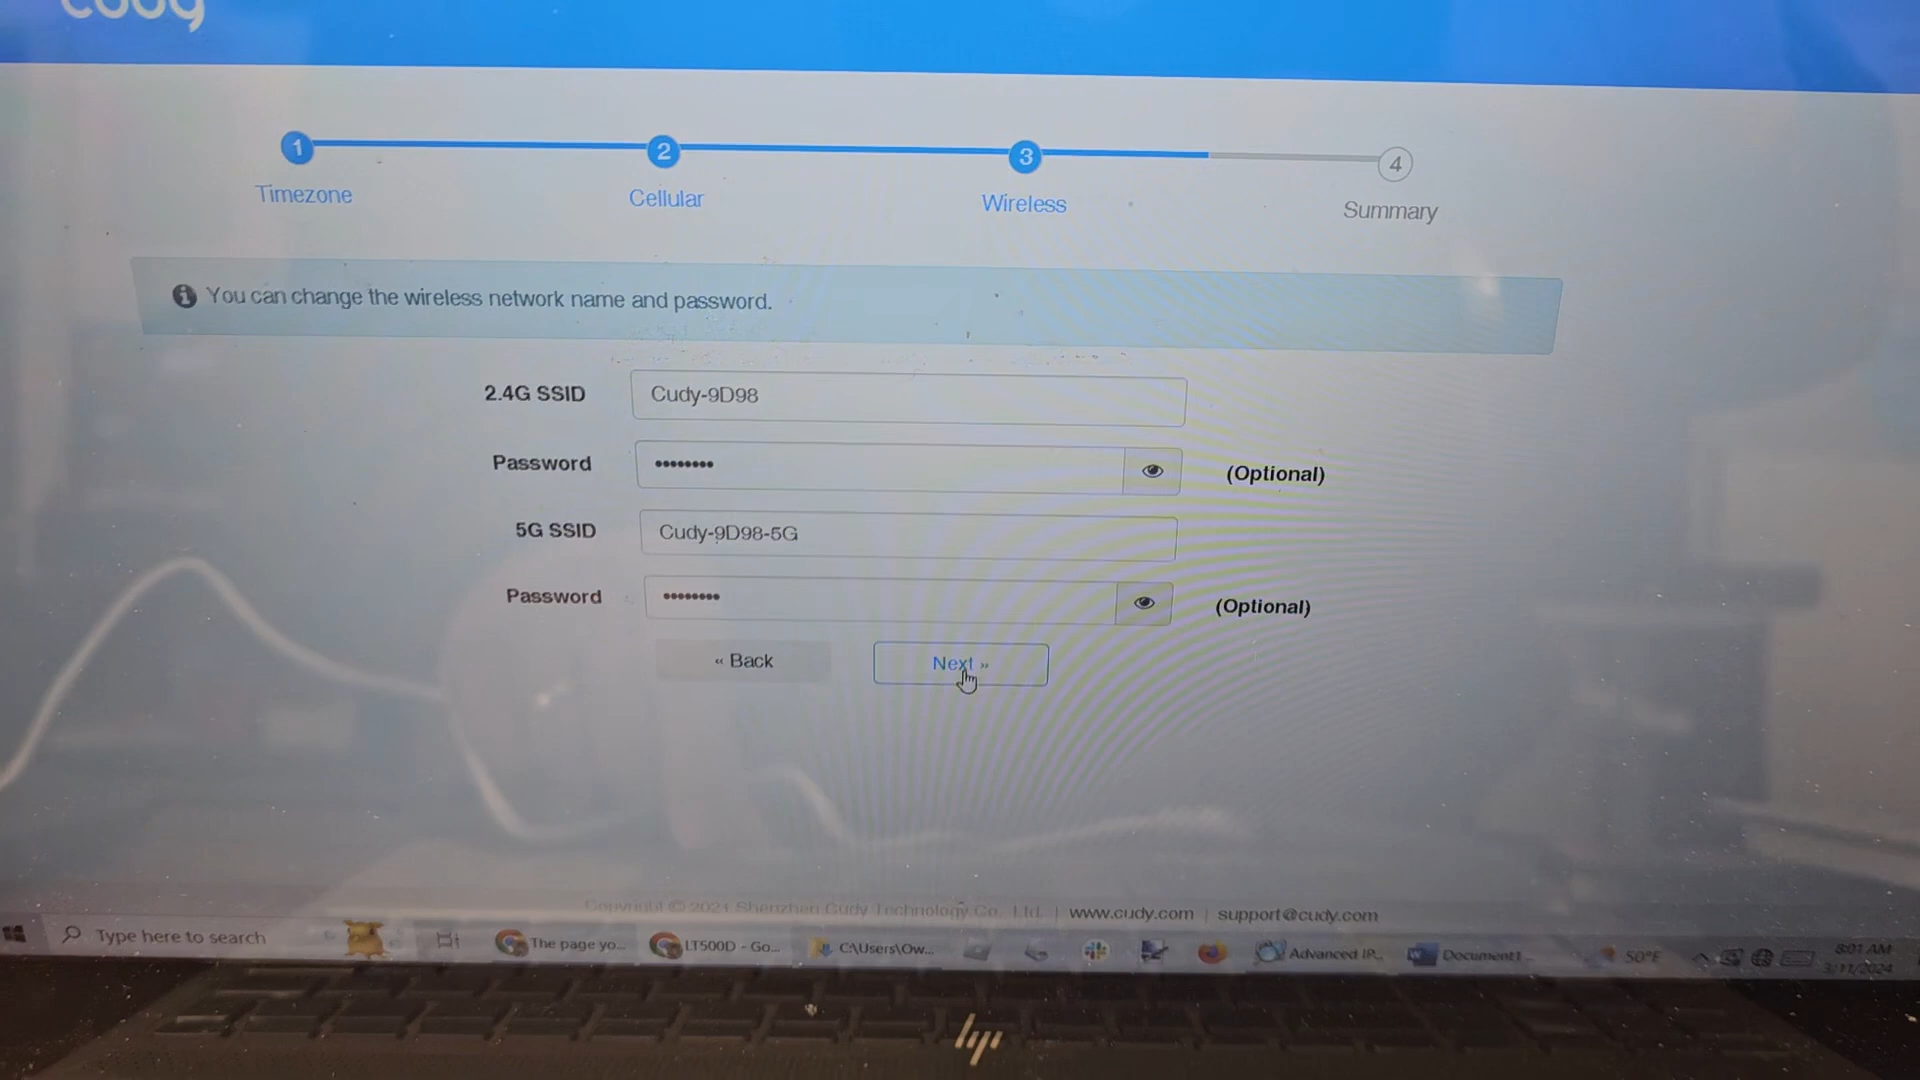 cudy
1 2 3 4
Timezone Cellular Wireless Summary
You can change the wireless network name and password.
2.4G SSID Cudy-9D98
Password •••••••• (Optional)
5G SSID Cudy-9D98-5G
Password •••••••• (Optional)
« Back Next »
Copyright © 2021 Shenzhen Cudy Technology Co., Ltd. | www.cudy.com | support@cudy.com
Type here to search The page yo... LT500D - Go... C:\Users\Ow... Advanced IP... Document1 ... 50°F 8:01 AM
3/11/2024
hp